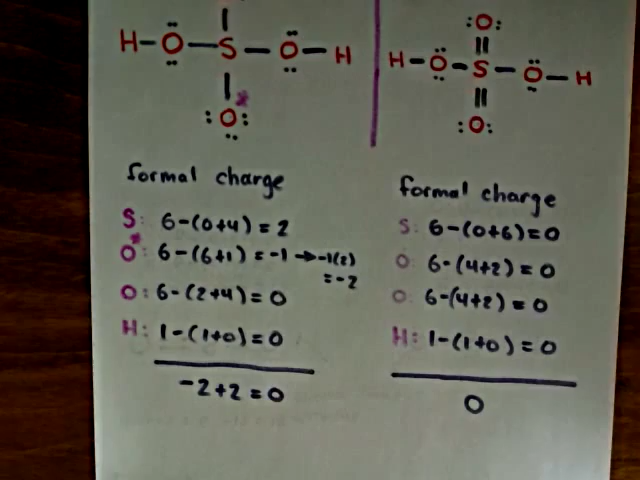 :O:
H-O-S-O-H
H-O-S-O-H
:O:*
:O:
formal charge
S: 6-(0+4)=2
O*: 6-(6+1)=-1→-1(2)
=-2
O: 6-(2+4)=0
H: 1-(1+0)=0
-2+2=0
formal charge
S: 6-(0+6)=0
O: 6-(4+2)=0
O: 6-(4+2)=0
H: 1-(1+0)=0
0